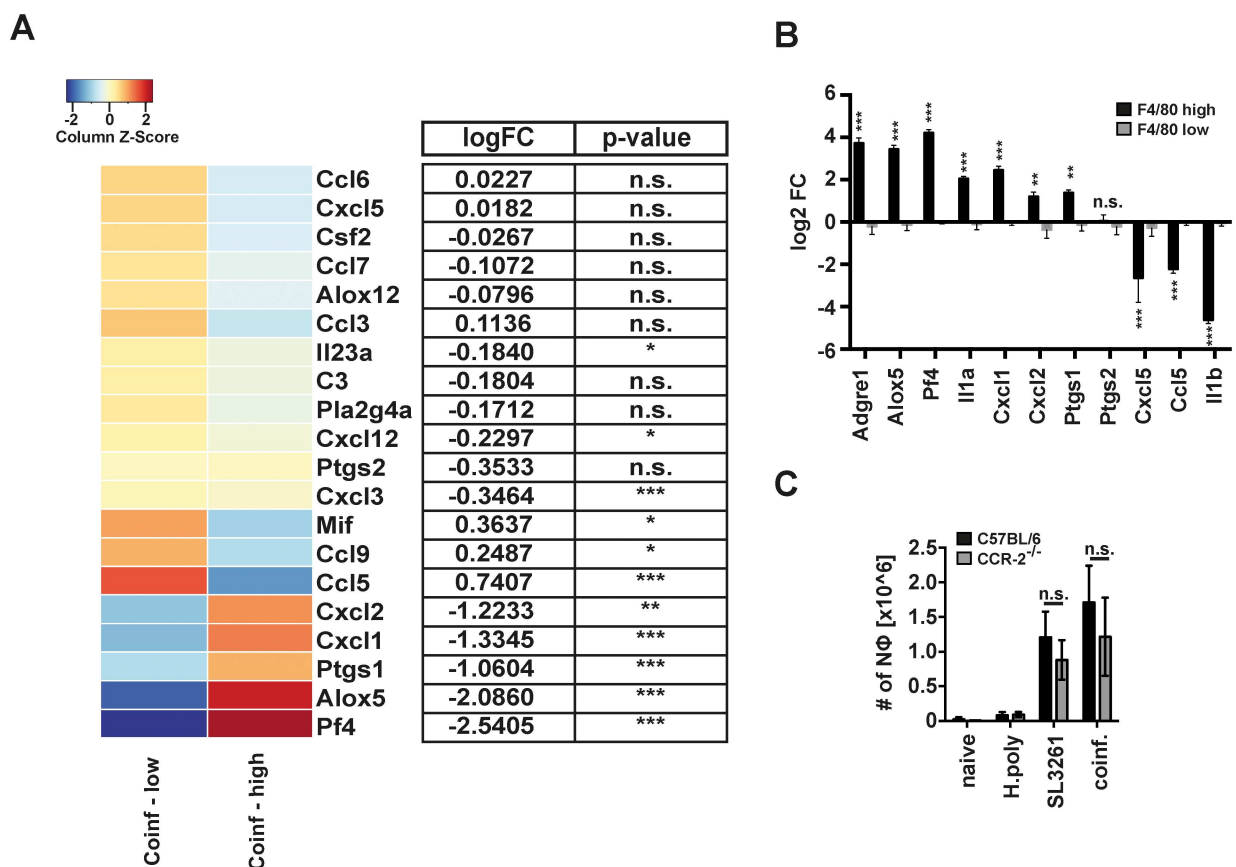 A
-2 0 2
Column Z-Score
logFC p-value
Ccl6 0.0227 n.s.
Cxcl5 0.0182 n.s.
Csf2 -0.0267 n.s.
Ccl7 -0.1072 n.s.
Alox12 -0.0796 n.s.
Ccl3 0.1136 n.s.
Il23a -0.1840 *
C3 -0.1804 n.s.
Pla2g4a -0.1712 n.s.
Cxcl12 -0.2297 *
Ptgs2 -0.3533 n.s.
Cxcl3 -0.3464 ***
Mif 0.3637 *
Ccl9 0.2487 *
Ccl5 0.7407 ***
Cxcl2 -1.2233 **
Cxcl1 -1.3345 ***
Ptgs1 -1.0604 ***
Alox5 -2.0860 ***
Pf4 -2.5405 ***
Coinf - low
Coinf - high
B
F4/80 high
F4/80 low
log2 FC
6
4
2
0
-2
-4
-6
*** *** *** *** *** ** ** n.s. *** *** ***
Adgre1
Alox5
Pf4
Il1a
Cxcl1
Cxcl2
Ptgs1
Ptgs2
Cxcl5
Ccl5
Il1b
C
C57BL/6
CCR-2-/-
# of NΦ [x10^6]
2.5
2.0
1.5
1.0
0.5
0
n.s.
n.s.
naive
H.poly
SL3261
coinf.